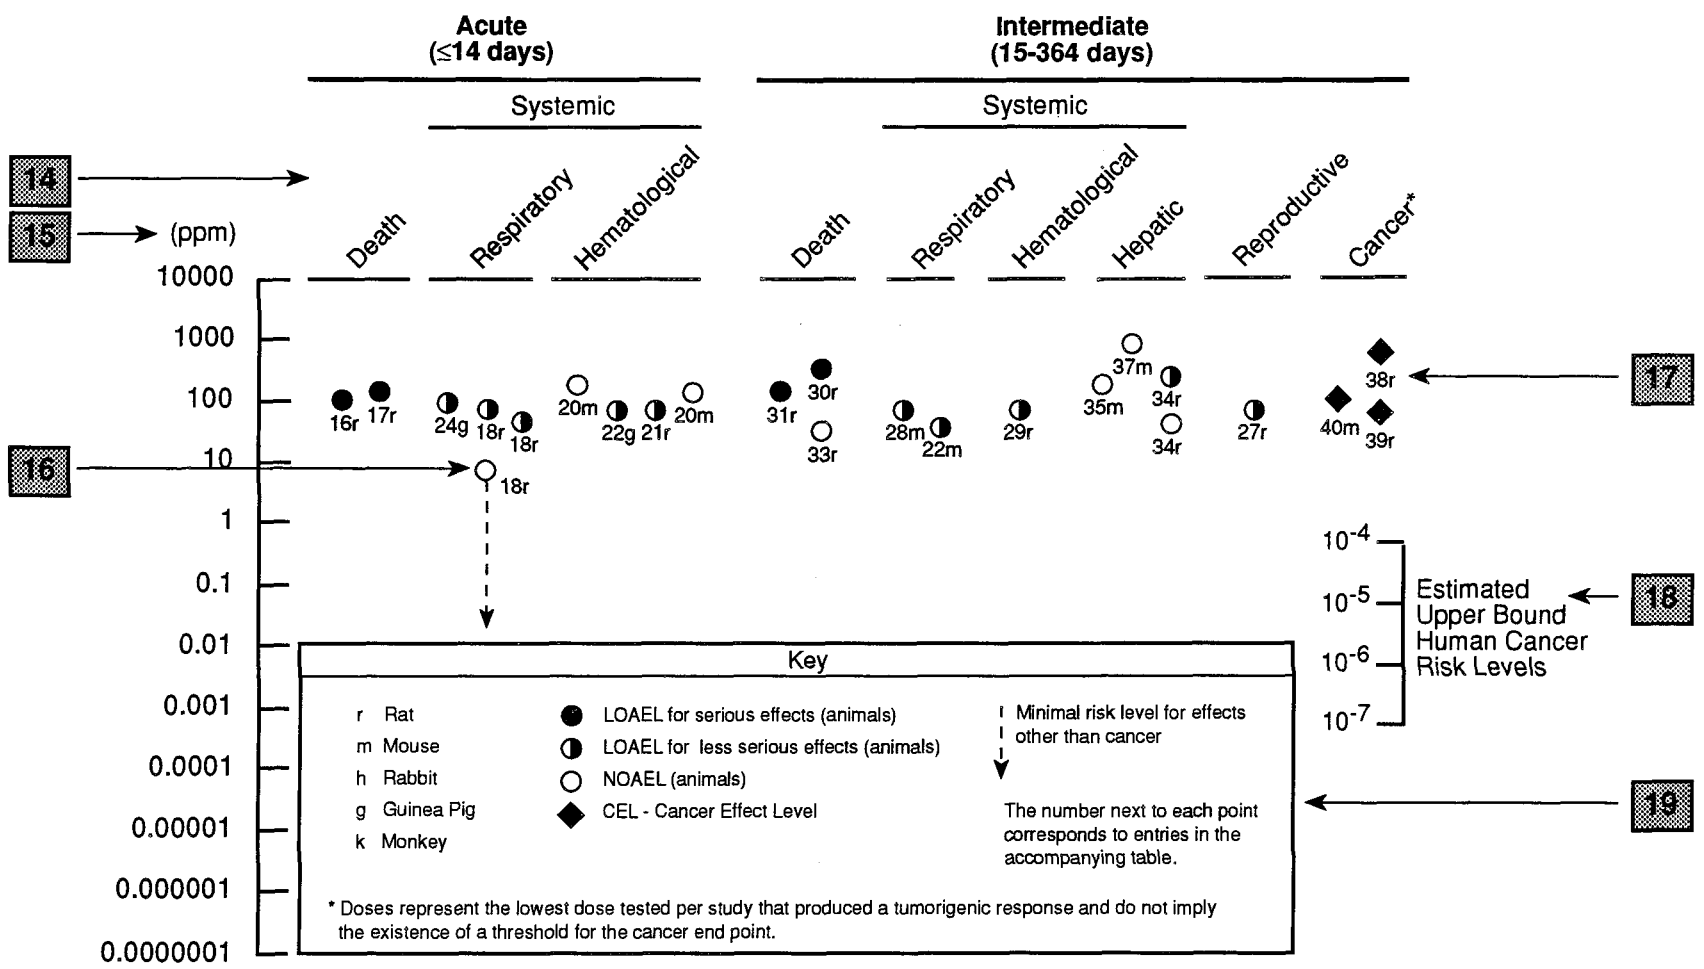 Acute
(≤14 days)
Intermediate
(15-364 days)
Systemic
Systemic
14
15
(ppm)
Death
Respiratory
Hematological
Death
Respiratory
Hematological
Hepatic
Reproductive
Cancer*
10000
1000
100
10
1
0.1
0.01
0.001
0.0001
0.00001
0.000001
0.0000001
16r
17r
24g
18r
18r
18r
20m
22g
21r
20m
31r
30r
33r
28m
22m
29r
35m
37m
34r
34r
27r
40m
38r
39r
16
17
10-4
10-5
10-6
10-7
Estimated
Upper Bound
Human Cancer
Risk Levels
18
19
Key
r Rat
m Mouse
h Rabbit
g Guinea Pig
k Monkey
LOAEL for serious effects (animals)
LOAEL for less serious effects (animals)
NOAEL (animals)
CEL - Cancer Effect Level
Minimal risk level for effects
other than cancer
The number next to each point
corresponds to entries in the
accompanying table.
* Doses represent the lowest dose tested per study that produced a tumorigenic response and do not imply
the existence of a threshold for the cancer end point.